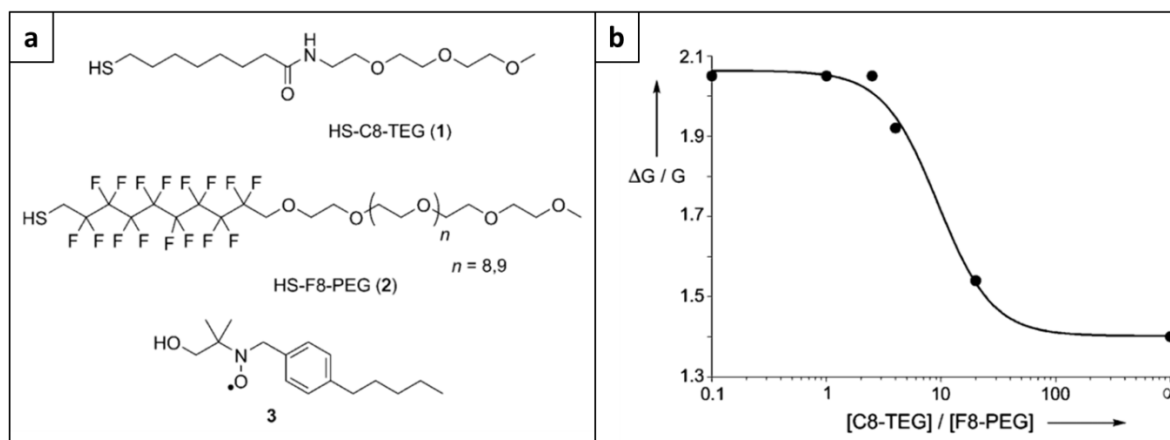 a
HS
H
N
O
O
O
O
HS-C8-TEG (1)
F F F F F F F F
HS
F F F F F F F F
O
O
O
O
O
n
n = 8,9
HS-F8-PEG (2)
HO
N
O
3
b
2.1
1.9
ΔG / G
1.7
1.5
1.3
0.1
1
10
100
[C8-TEG] / [F8-PEG]